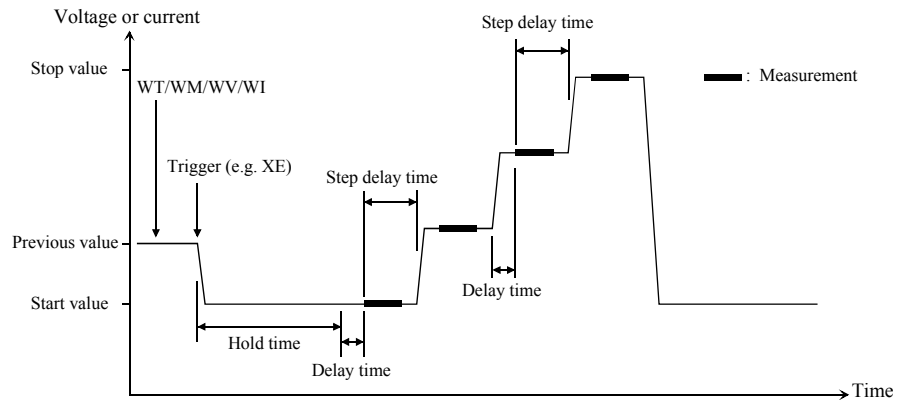 Voltage or current
Step delay time
Stop value
: Measurement
WT/WM/WV/WI
Trigger (e.g. XE)
Step delay time
Previous value
Delay time
Start value
Hold time
Delay time
Time